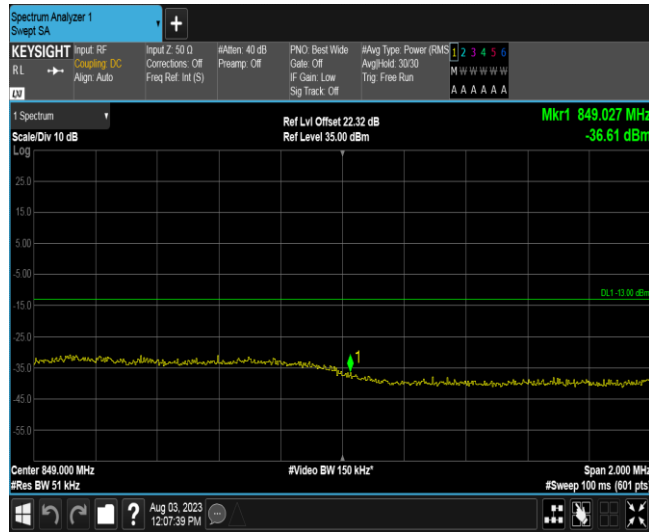 Spectrum Analyzer 1
Swept SA
KEYSIGHT Input: RF Input Z: 50 Ω #Atten: 40 dB PNO: Best Wide #Avg Type: Power (RMS 1 2 3 4 5 6
R L Coupling: DC Corrections: Off Preamp: Off Gate: Off Avg|Hold: 30/30 M W W W W W
Align: Auto Freq Ref: Int (S) IF Gain: Low Trig: Free Run
LXI Sig Track: Off A A A A A A
1 Spectrum Ref Lvl Offset 22.32 dB Mkr1 849.027 MHz
Scale/Div 10 dB Ref Level 35.00 dBm -36.61 dBm
Log
25.0
15.0
5.00
-5.00
DL1 -13.00 dBm
-15.0
-25.0
1
-35.0
-45.0
-55.0
Center 849.000 MHz #Video BW 150 kHz* Span 2.000 MHz
#Res BW 51 kHz #Sweep 100 ms (601 pts)
? Aug 03, 2023
12:07:39 PM